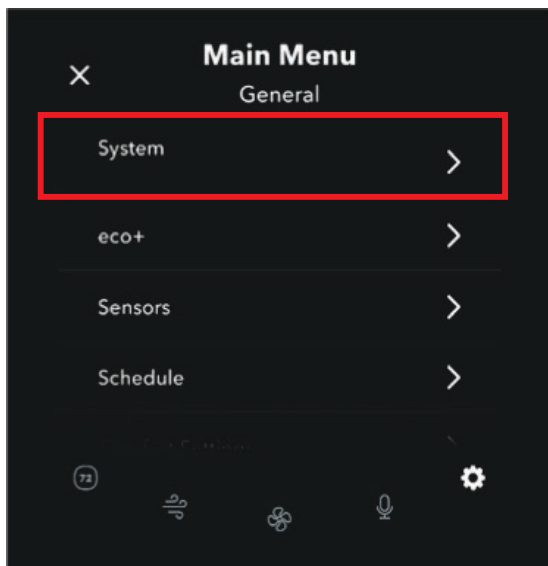 Main Menu
General
System
eco+
Sensors
Schedule
72